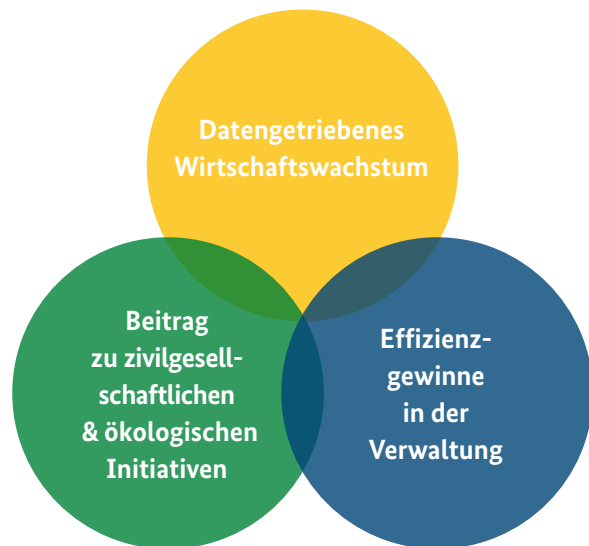 Datengetriebenes
Wirtschaftswachstum
Beitrag
zu zivilgesell-
schaftlichen
& ökologischen
Initiativen
Effizienz-
gewinne
in der
Verwaltung